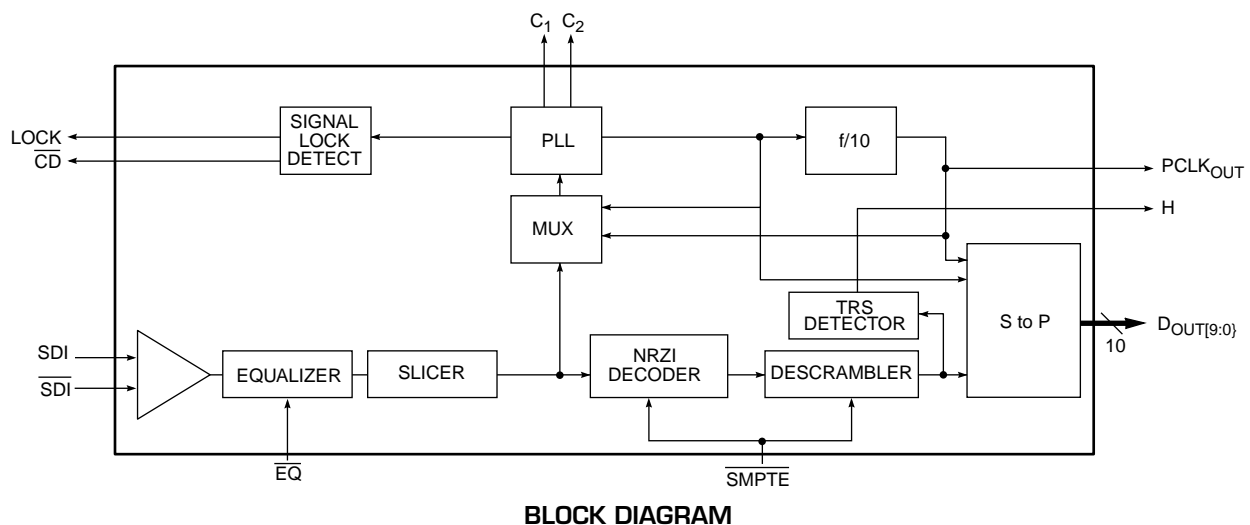 C1 C2
SIGNAL
LOCK
DETECT
LOCK
CD
PLL
f/10
PCLKOUT
H
MUX
TRS
DETECTOR
S to P
DOUT[9:0}
10
SDI
SDI
EQUALIZER
SLICER
NRZI
DECODER
DESCRAMBLER
EQ
SMPTE
BLOCK DIAGRAM